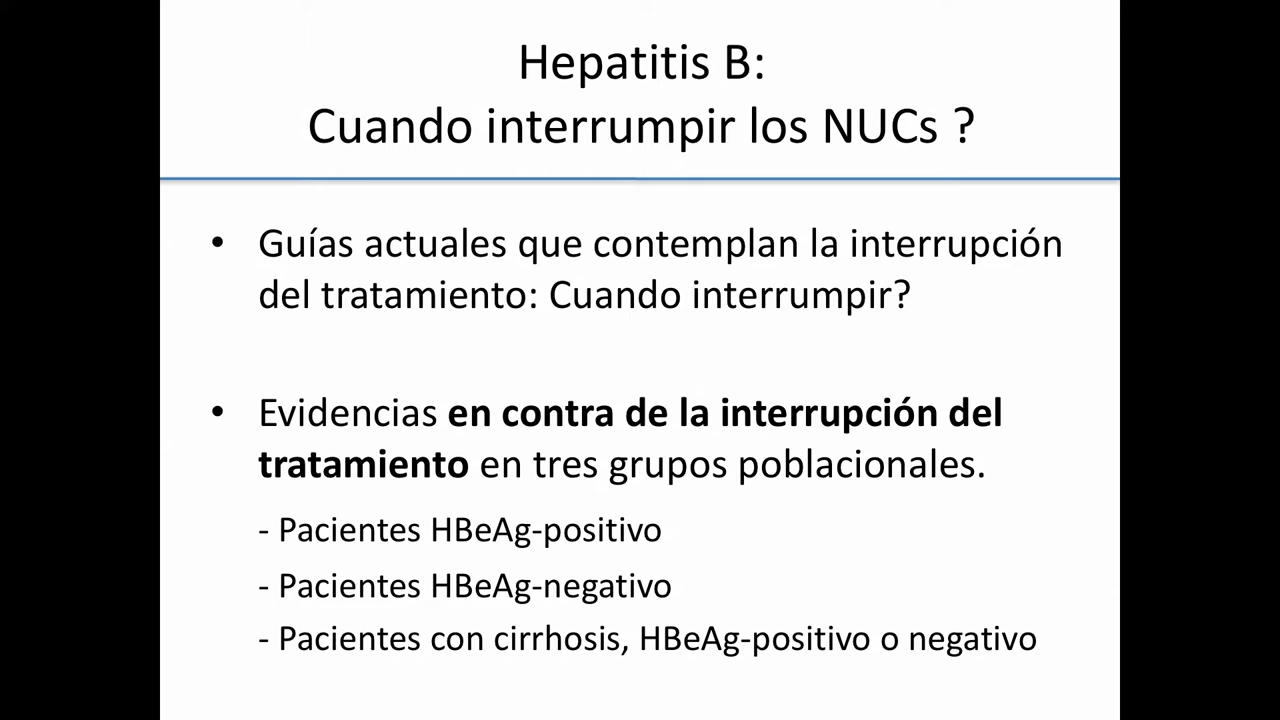 Hepatitis B:
Cuando interrumpir los NUCs ?
• Guías actuales que contemplan la interrupción
del tratamiento: Cuando interrumpir?
• Evidencias en contra de la interrupción del
tratamiento en tres grupos poblacionales.
- Pacientes HBeAg-positivo
- Pacientes HBeAg-negativo
- Pacientes con cirrhosis, HBeAg-positivo o negativo